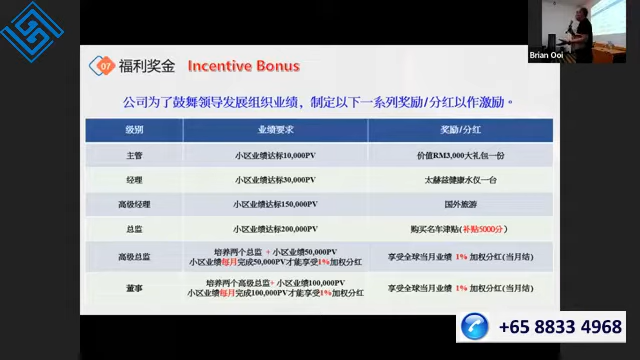 Brian Ooi
07 福利奖金 Incentive Bonus
公司为了鼓舞领导发展组织业绩，制定以下一系列奖励/分红以作激励。
级别 业绩要求 奖励/分红
主管 小区业绩达标10,000PV 价值RM3,000大礼包一份
经理 小区业绩达标30,000PV 太赫兹健康水仪一台
高级经理 小区业绩达标150,000PV 国外旅游
总监 小区业绩达标200,000PV 购买名车津贴(补贴5000分)
高级总监 培养两个总监 + 小区业绩50,000PV
小区业绩每月完成50,000PV才能享受1%加权分红 享受全球当月业绩 1% 加权分红(当月结)
董事 培养两个高级总监+ 小区业绩100,000PV
小区业绩每月完成100,000PV才能享受1%加权分红 享受全球当月业绩 1% 加权分红(当月结)
+65 8833 4968